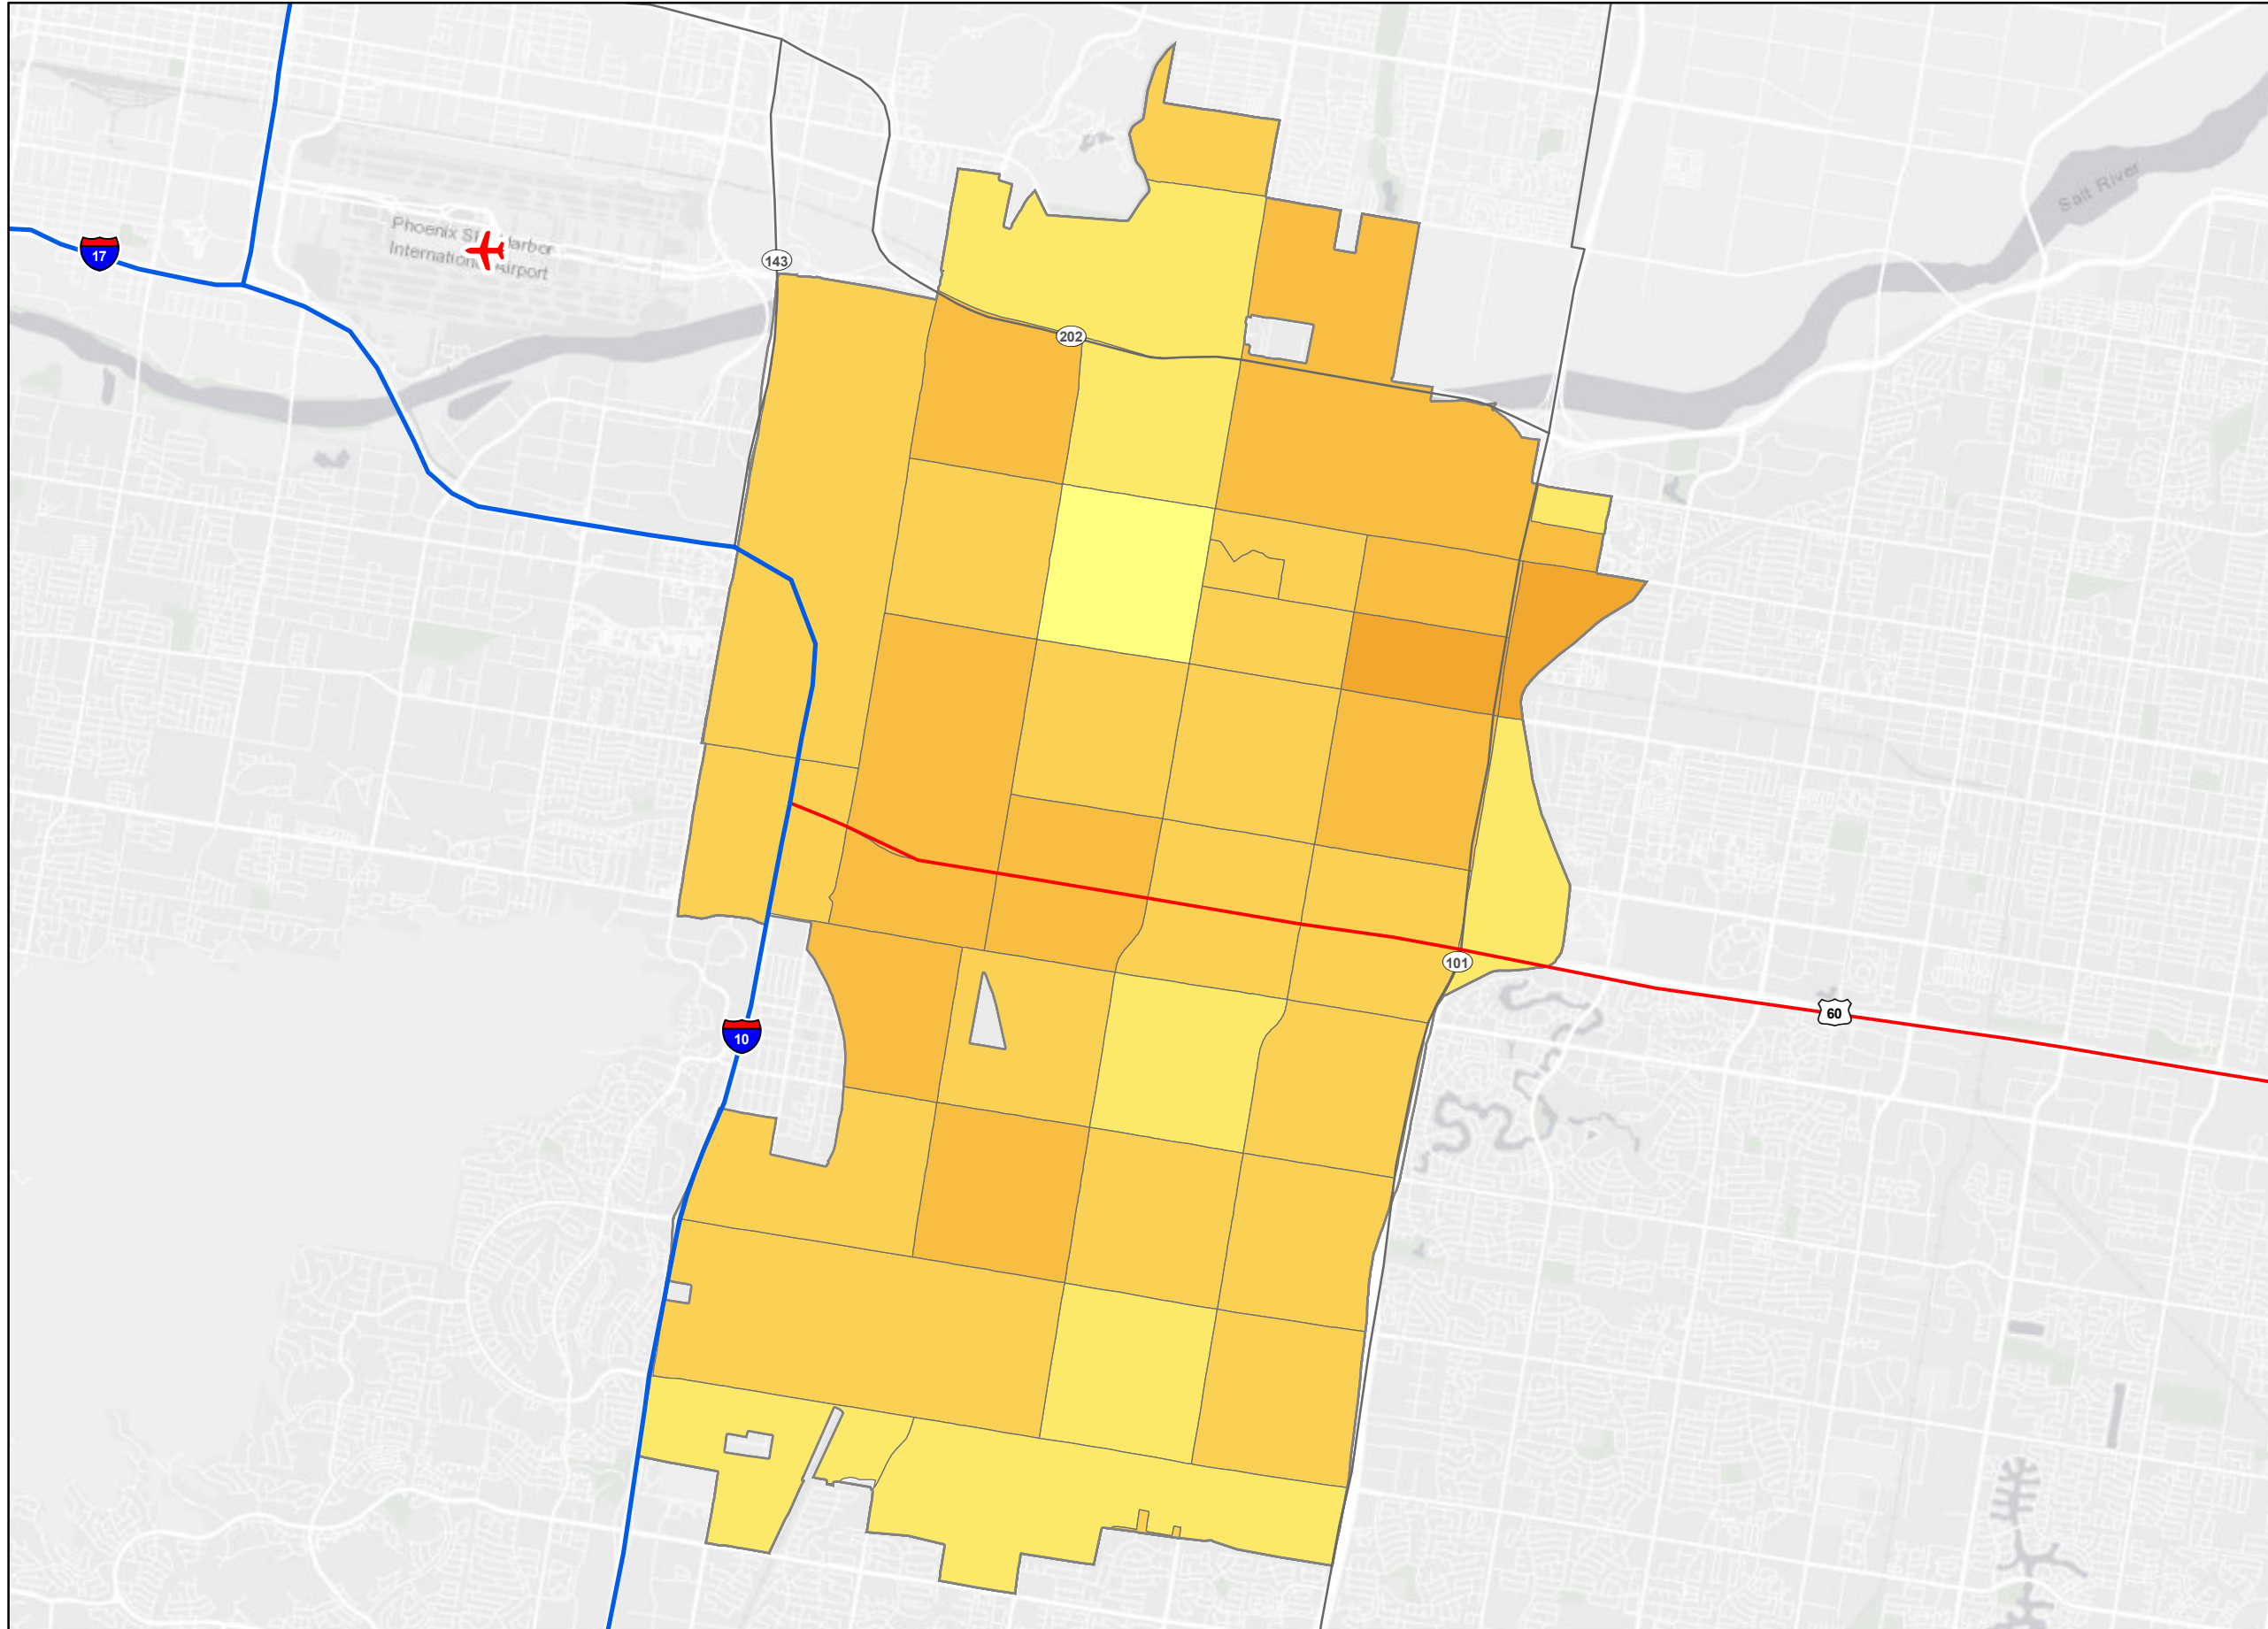 Salt River
Phoenix Sky Harbor
International Airport
17
143
202
101
60
10